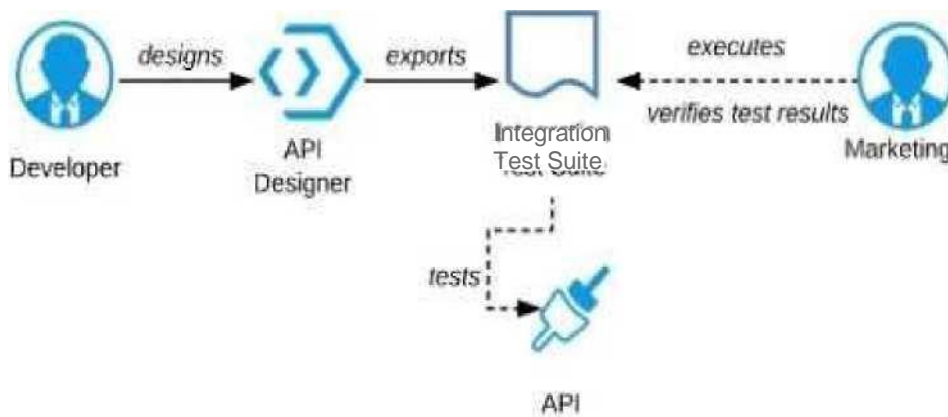 designs
exports
executes
verifies test results
Developer
API
Designer
Integration
Test Suite
Marketing
tests
API